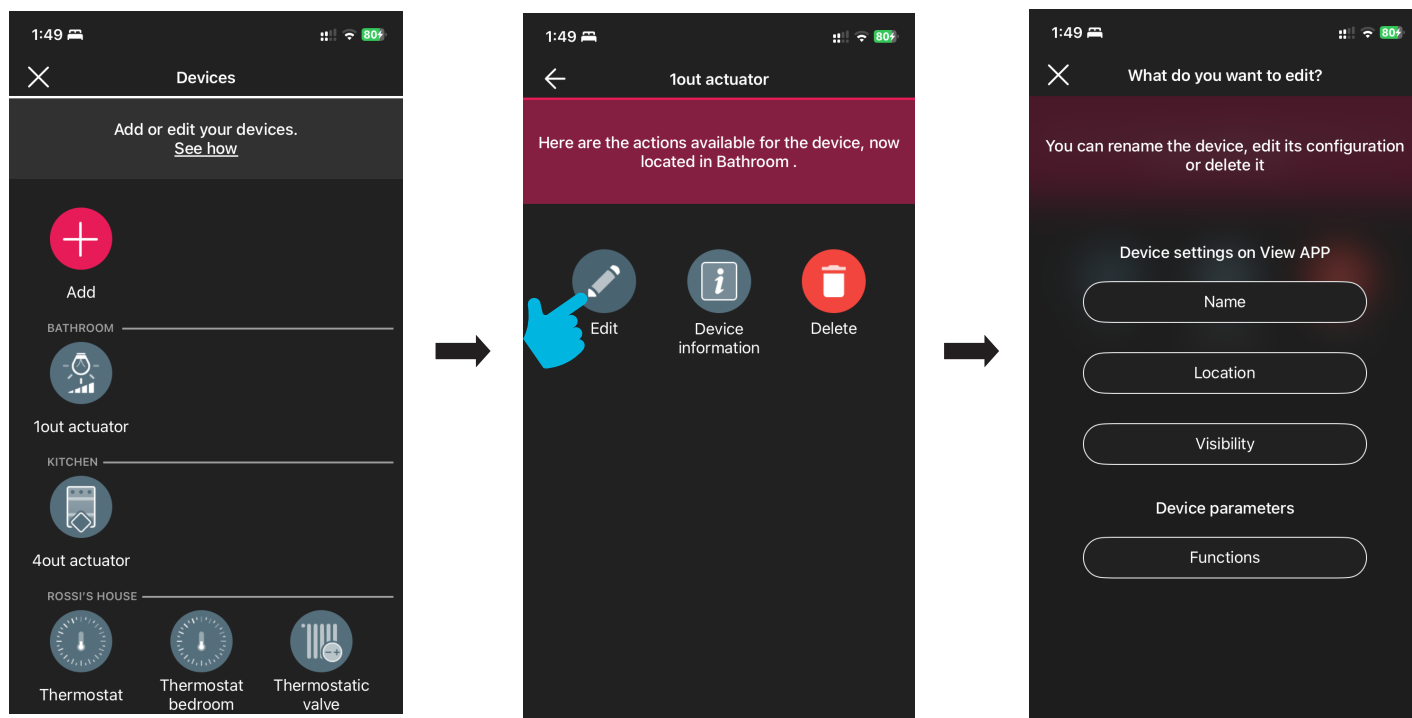 1:49
80
Devices
Add or edit your devices.
See how
Add
BATHROOM
1out actuator
KITCHEN
4out actuator
ROSSI'S HOUSE
Thermostat
Thermostat
bedroom
Thermostatic
valve
1:49
80
1out actuator
Here are the actions available for the device, now
located in Bathroom .
Edit
Device
information
Delete
1:49
80
What do you want to edit?
You can rename the device, edit its configuration
or delete it
Device settings on View APP
Name
Location
Visibility
Device parameters
Functions